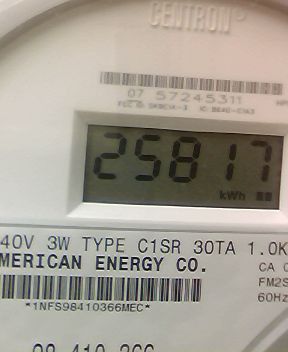 CENTRON®
07 57245311
25817
kWh
40V 3W TYPE C1SR 30TA 1.0K
MERICAN ENERGY CO.
CA 0
FM2S
60Hz
*1NFS98410366MEC*